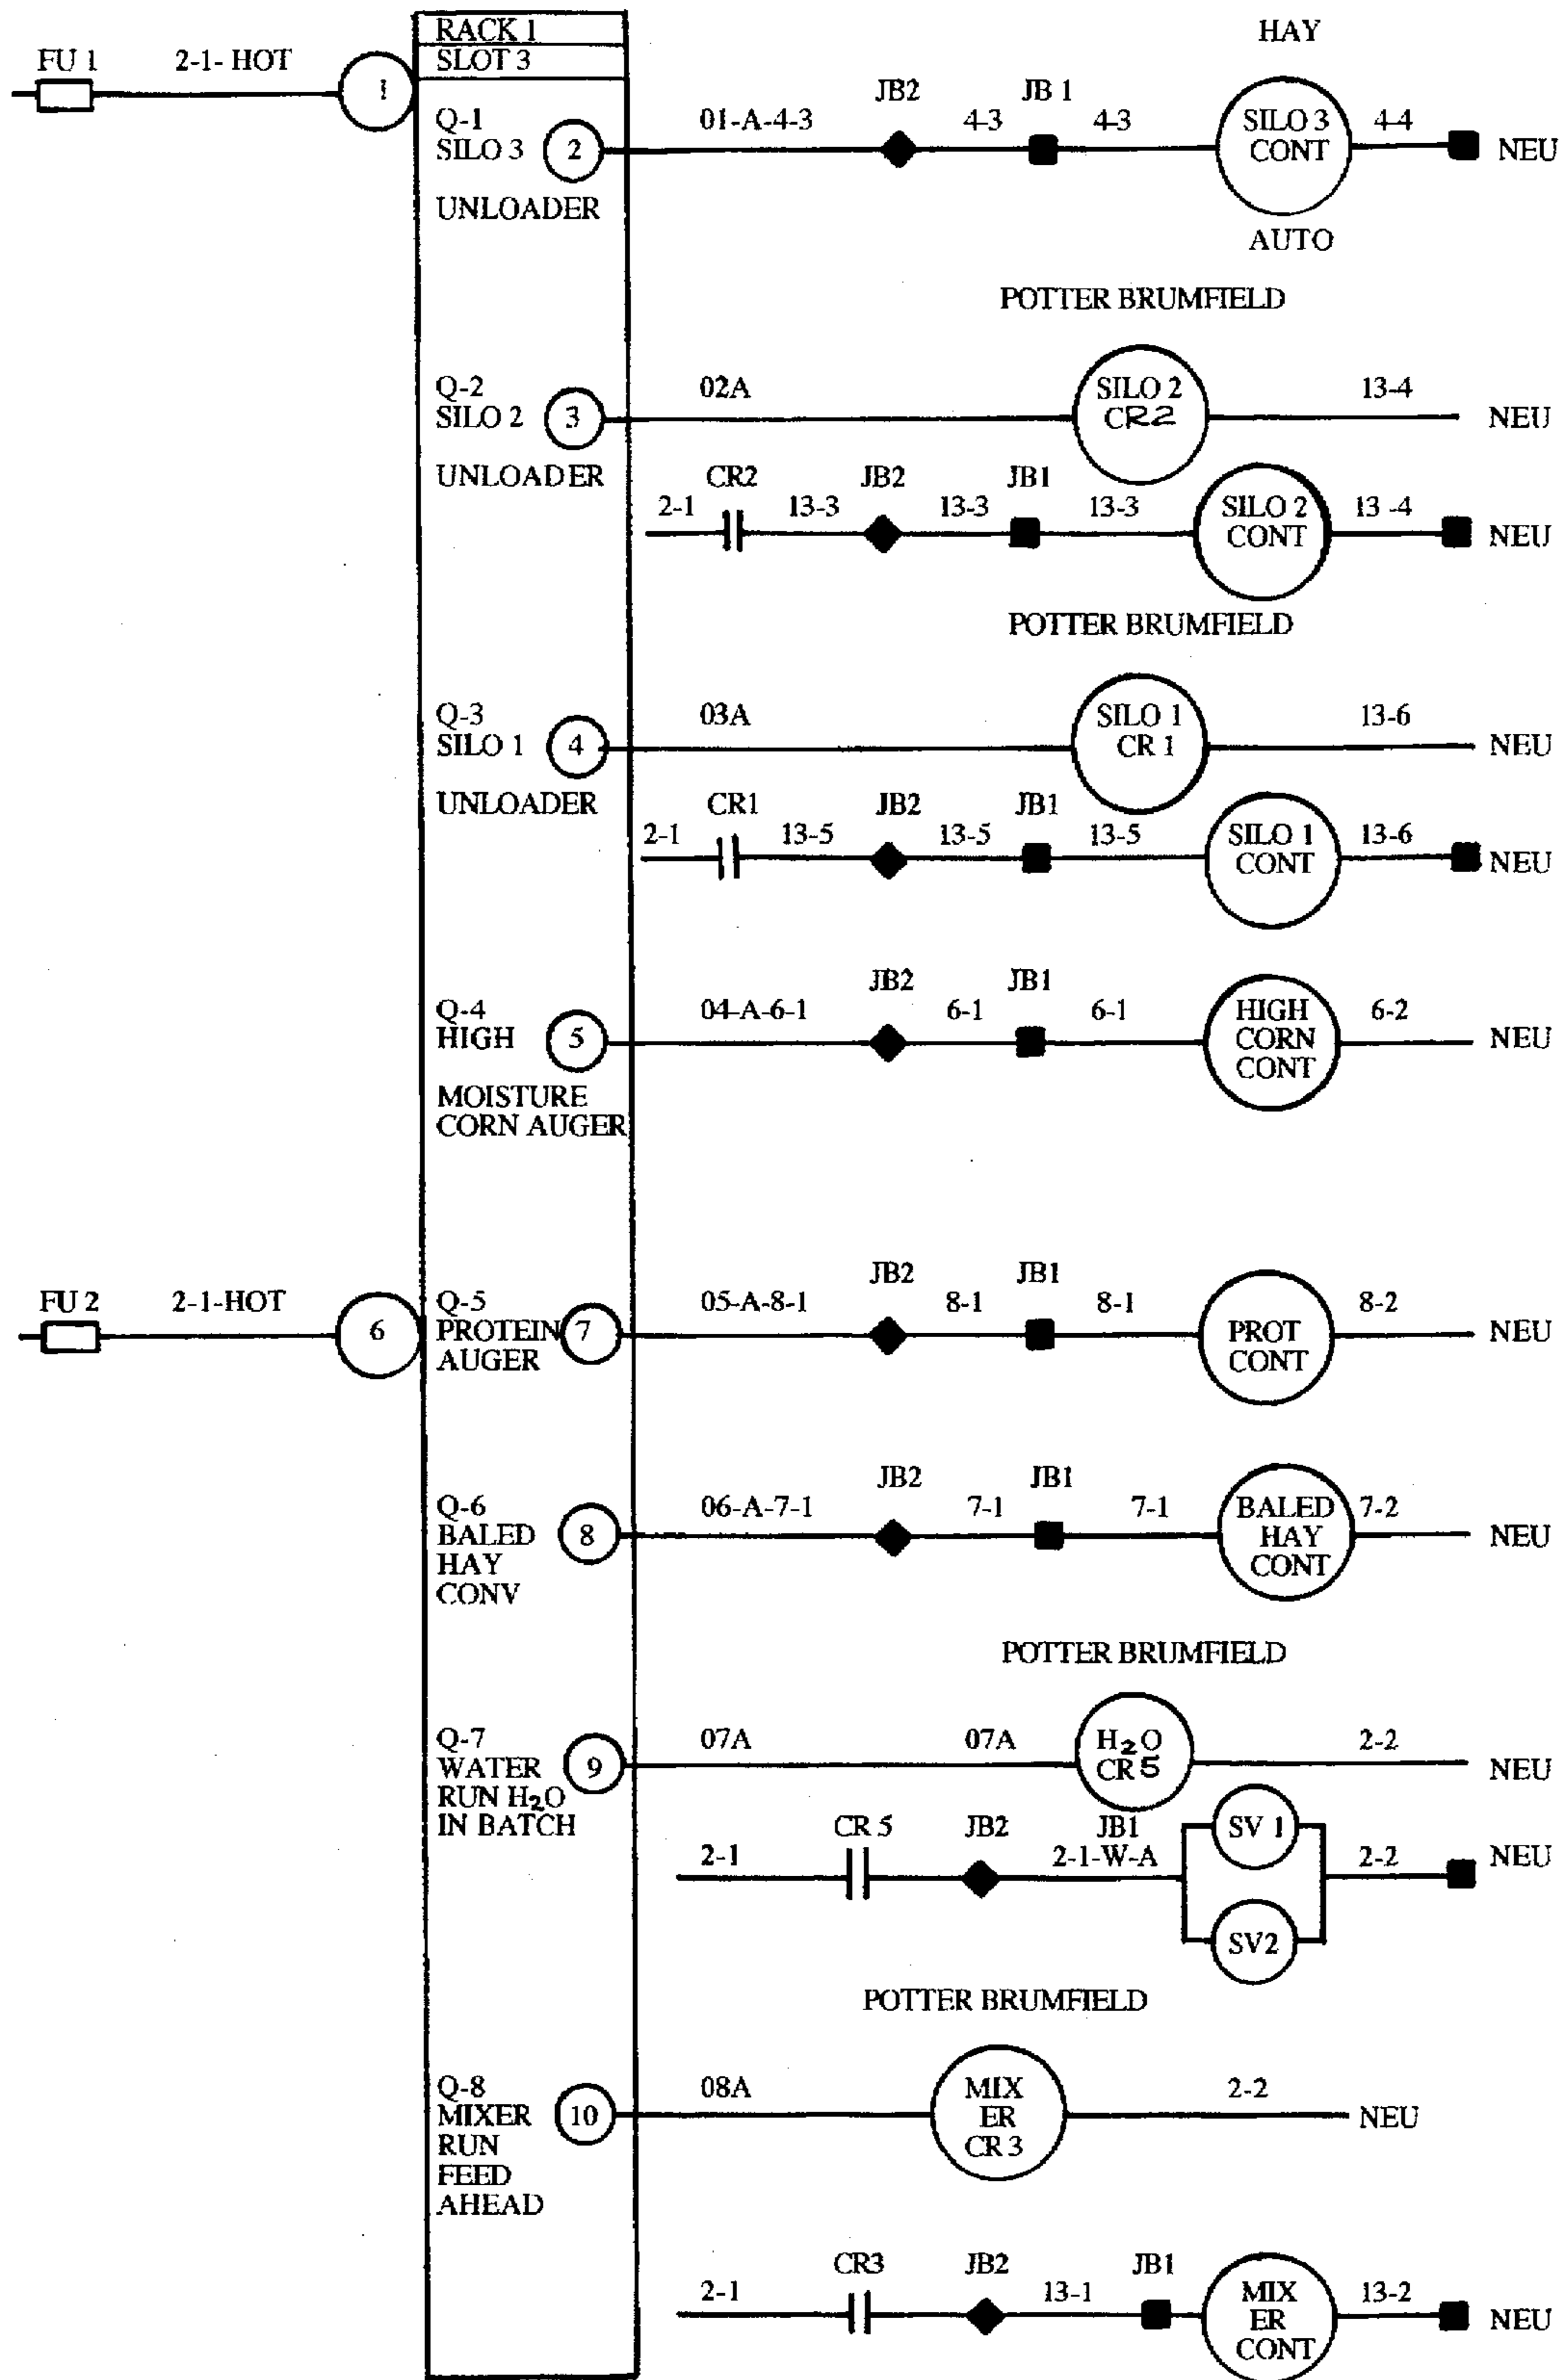 RACK 1
SLOT 3
FU 1 2-1- HOT 1
HAY
Q-1
SILO 3 2
UNLOADER
01-A-4-3 JB2 4-3 JB 1 4-3
SILO 3
CONT
4-4 NEU
AUTO
POTTER BRUMFIELD
Q-2
SILO 2 3
UNLOADER
02A
SILO 2
CR2
13-4 NEU
2-1 CR2 13-3 JB2 13-3 JB1 13-3
SILO 2
CONT
13 -4 NEU
POTTER BRUMFIELD
Q-3
SILO 1 4
UNLOADER
03A
SILO 1
CR 1
13-6 NEU
2-1 CR1 13-5 JB2 13-5 JB1 13-5
SILO 1
CONT
13-6 NEU
Q-4
HIGH 5
MOISTURE
CORN AUGER
04-A-6-1 JB2 6-1 JB1 6-1
HIGH
CORN
CONT
6-2 NEU
FU 2 2-1-HOT 6
Q-5
PROTEIN 7
AUGER
05-A-8-1 JB2 8-1 JB1 8-1
PROT
CONT
8-2 NEU
Q-6
BALED 8
HAY
CONV
06-A-7-1 JB2 7-1 JB1 7-1
BALED
HAY
CONT
7-2 NEU
POTTER BRUMFIELD
Q-7
WATER 9
RUN H₂O
IN BATCH
07A 07A
H₂O
CR5
2-2 NEU
2-1 CR 5 JB2 JB1
2-1-W-A
SV 1
SV2
2-2 NEU
POTTER BRUMFIELD
Q-8
MIXER 10
RUN
FEED
AHEAD
08A
MIX
ER
CR 3
2-2 NEU
2-1 CR3 JB2 13-1 JB1
MIX
ER
CONT
13-2 NEU